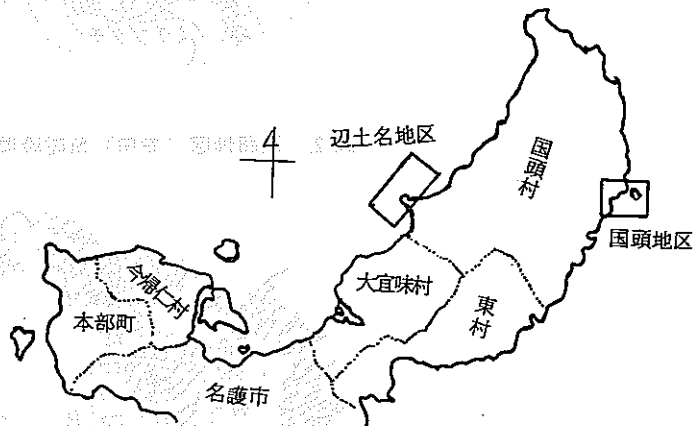 辺土名地区
国頭村
国頭地区
大宜味村
東村
今帰仁村
本部町
名護市